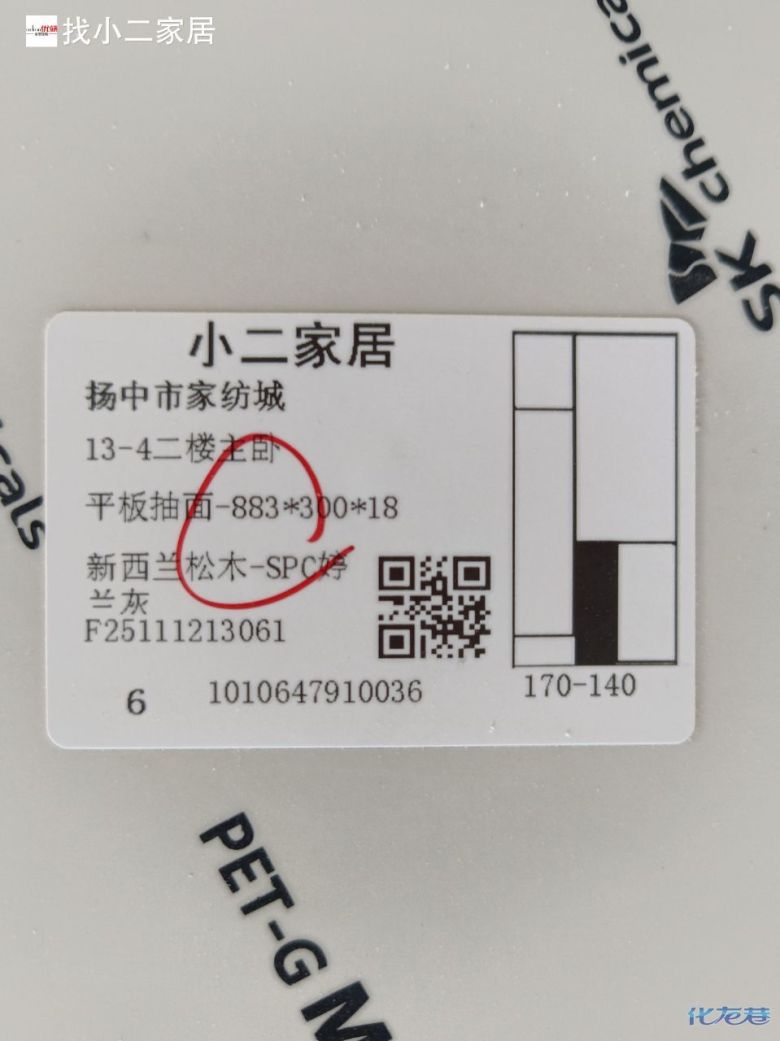 找小二家居
SK chemicals
小二家居
扬中市家纺城
13-4二楼主卧
平板抽面-883*300*18
新西兰松木-SPC婷
兰灰
F25111213061
6
1010647910036
170-140
cals
PET-G
化龙巷